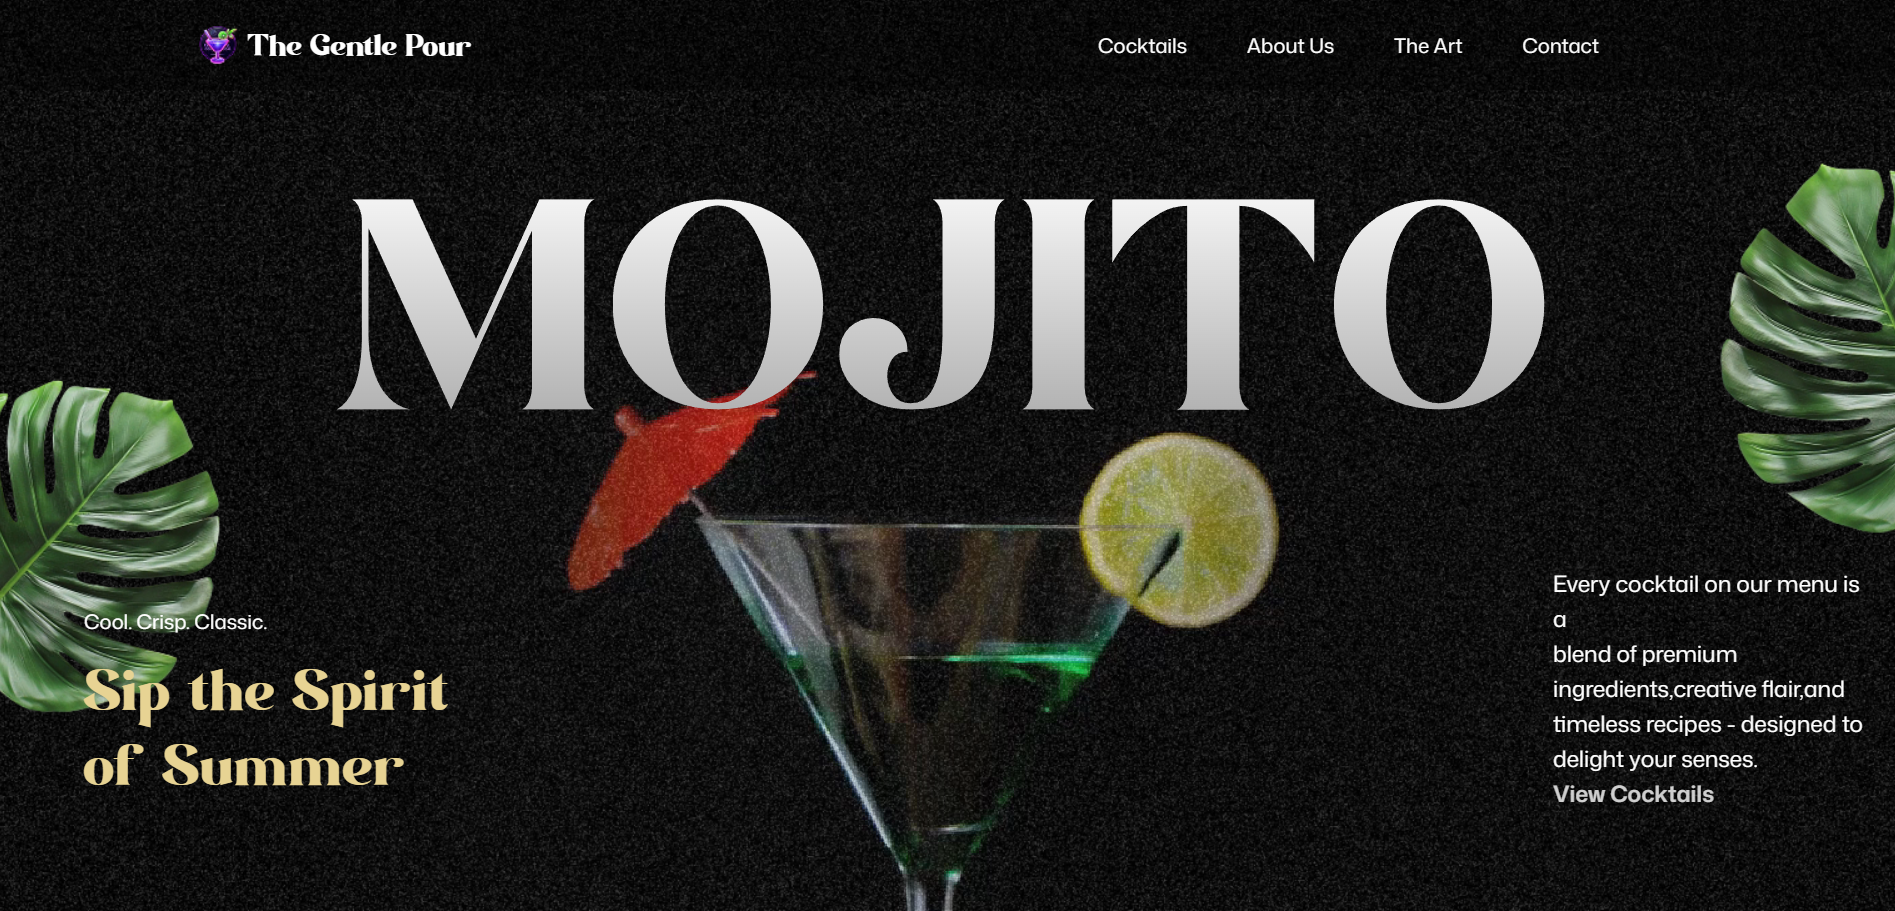 The Gentle Pour
Cocktails
About Us
The Art
Contact
MOJITO
Cool. Crisp. Classic.
Sip the Spirit
of Summer
Every cocktail on our menu is
a
blend of premium
ingredients,creative flair,and
timeless recipes - designed to
delight your senses.
View Cocktails